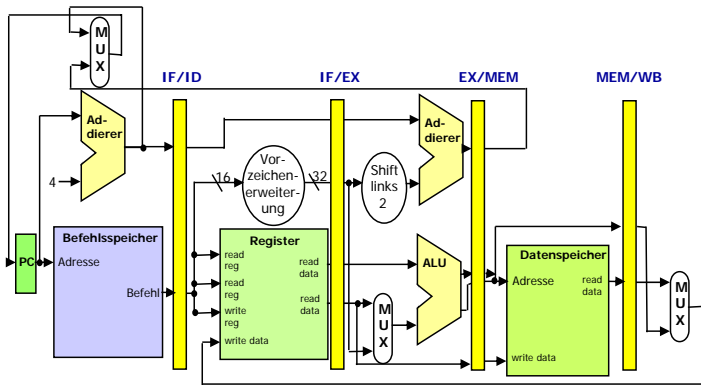 M
U
X
IF/ID
IF/EX
EX/MEM
MEM/WB
Ad-
dierer
4
16
Vor-
zeichen-
erweiter-
ung
32
Shift
links
2
Ad-
dierer
PC
Befehlsspeicher
Adresse
Befehl
Register
read
reg
read
reg
write
reg
write data
read
data
read
data
M
U
X
ALU
Datenspeicher
Adresse
read
data
write data
M
U
X